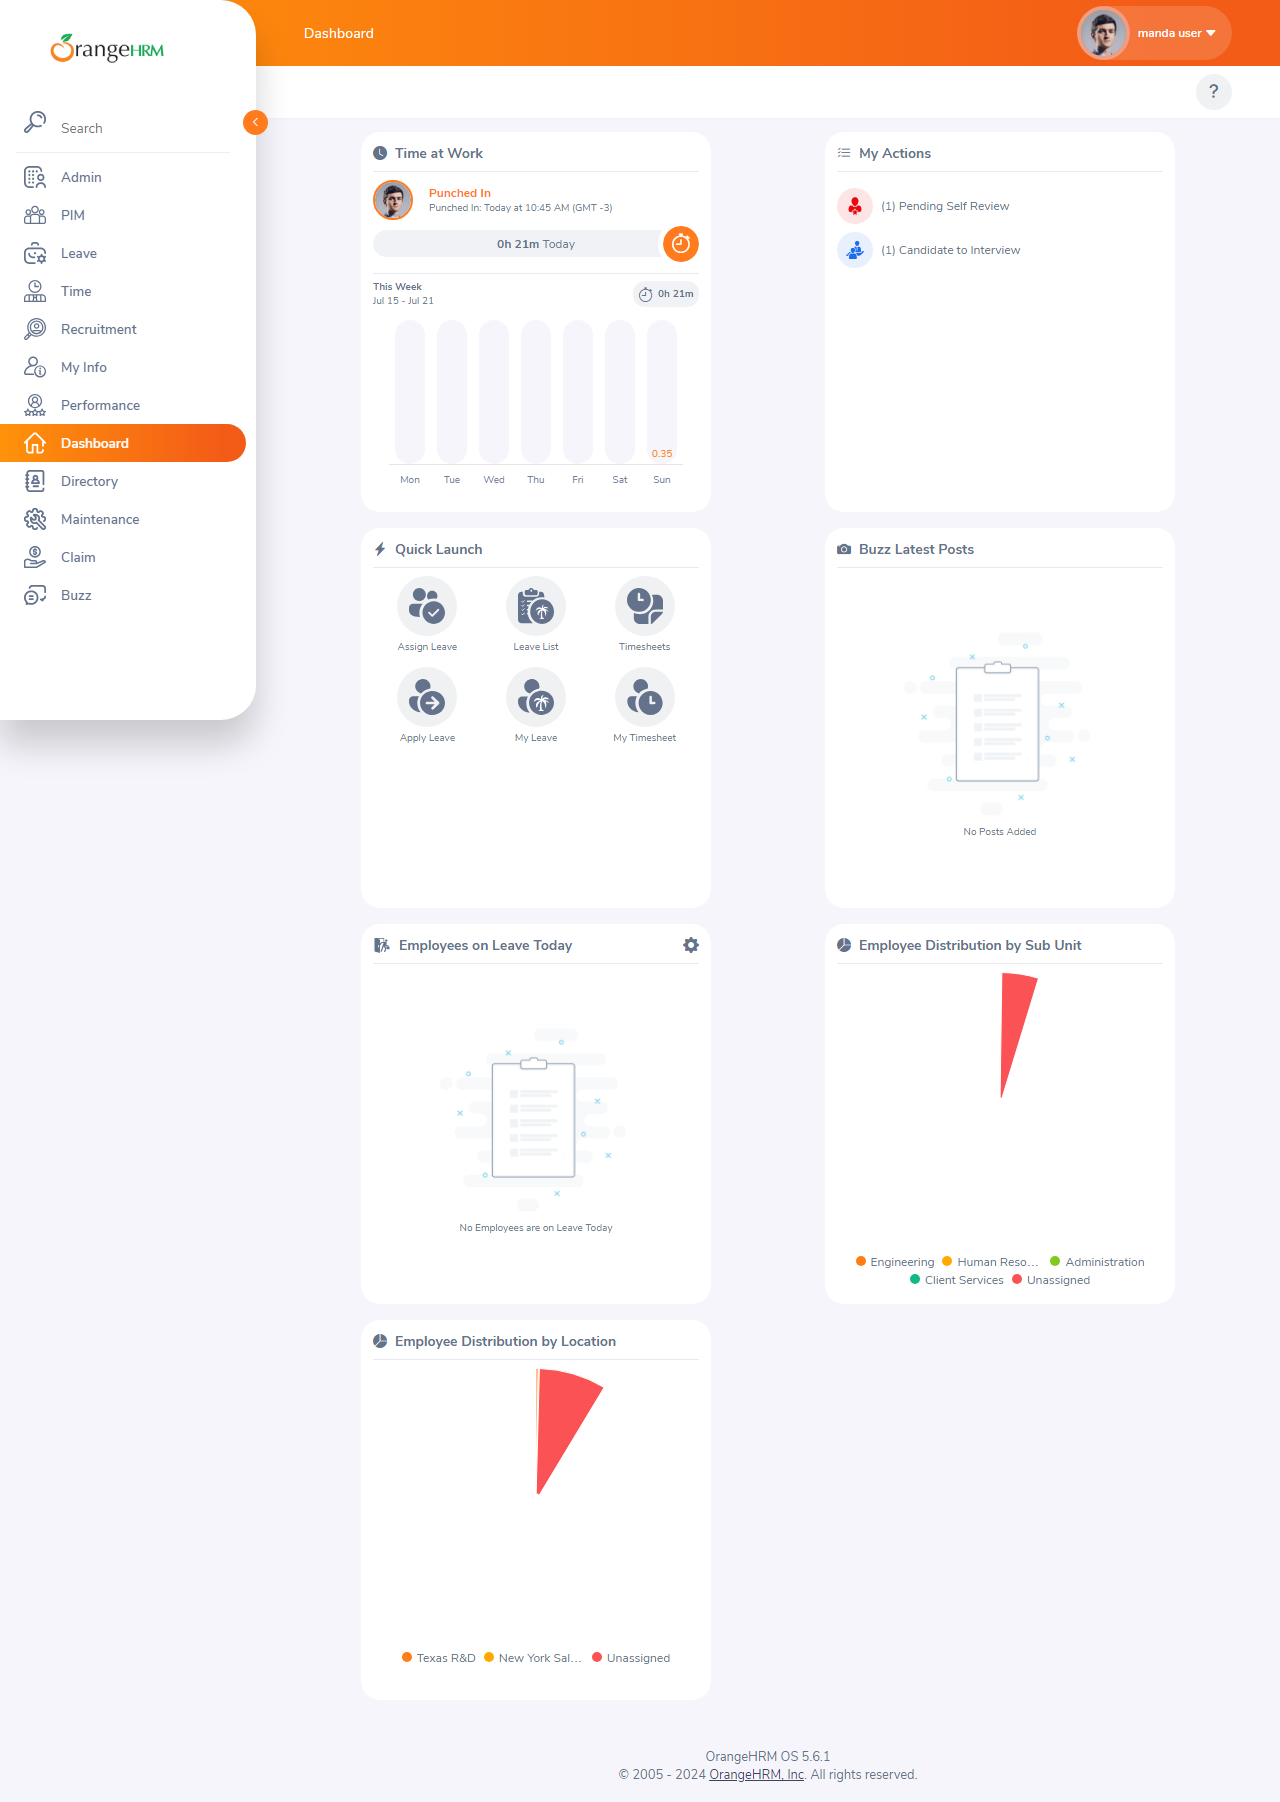 OrangeHRM
Dashboard
manda user
?
Search
Admin
PIM
Leave
Time
Recruitment
My Info
Performance
Dashboard
Directory
Maintenance
Claim
Buzz
Time at Work
Punched In
Punched In: Today at 10:45 AM (GMT -3)
0h 21m Today
This Week
Jul 15 - Jul 21
0h 21m
0.35
Mon Tue Wed Thu Fri Sat Sun
My Actions
(1) Pending Self Review
(1) Candidate to Interview
Quick Launch
Assign Leave
Leave List
Timesheets
Apply Leave
My Leave
My Timesheet
Buzz Latest Posts
No Posts Added
Employees on Leave Today
No Employees are on Leave Today
Employee Distribution by Sub Unit
Engineering Human Reso... Administration
Client Services Unassigned
Employee Distribution by Location
Texas R&D New York Sal... Unassigned
OrangeHRM OS 5.6.1
© 2005 - 2024 OrangeHRM, Inc. All rights reserved.